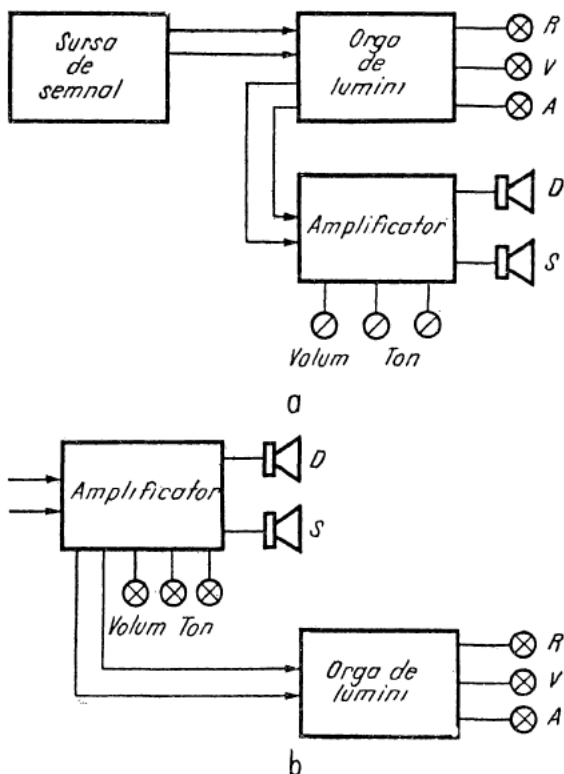 Sursa
de
semnal
Orga
de
lumini
R
V
A
Amplificator
D
S
Volum Ton
a
Amplificator
D
S
Volum Ton
Orga de
lumini
R
V
A
b